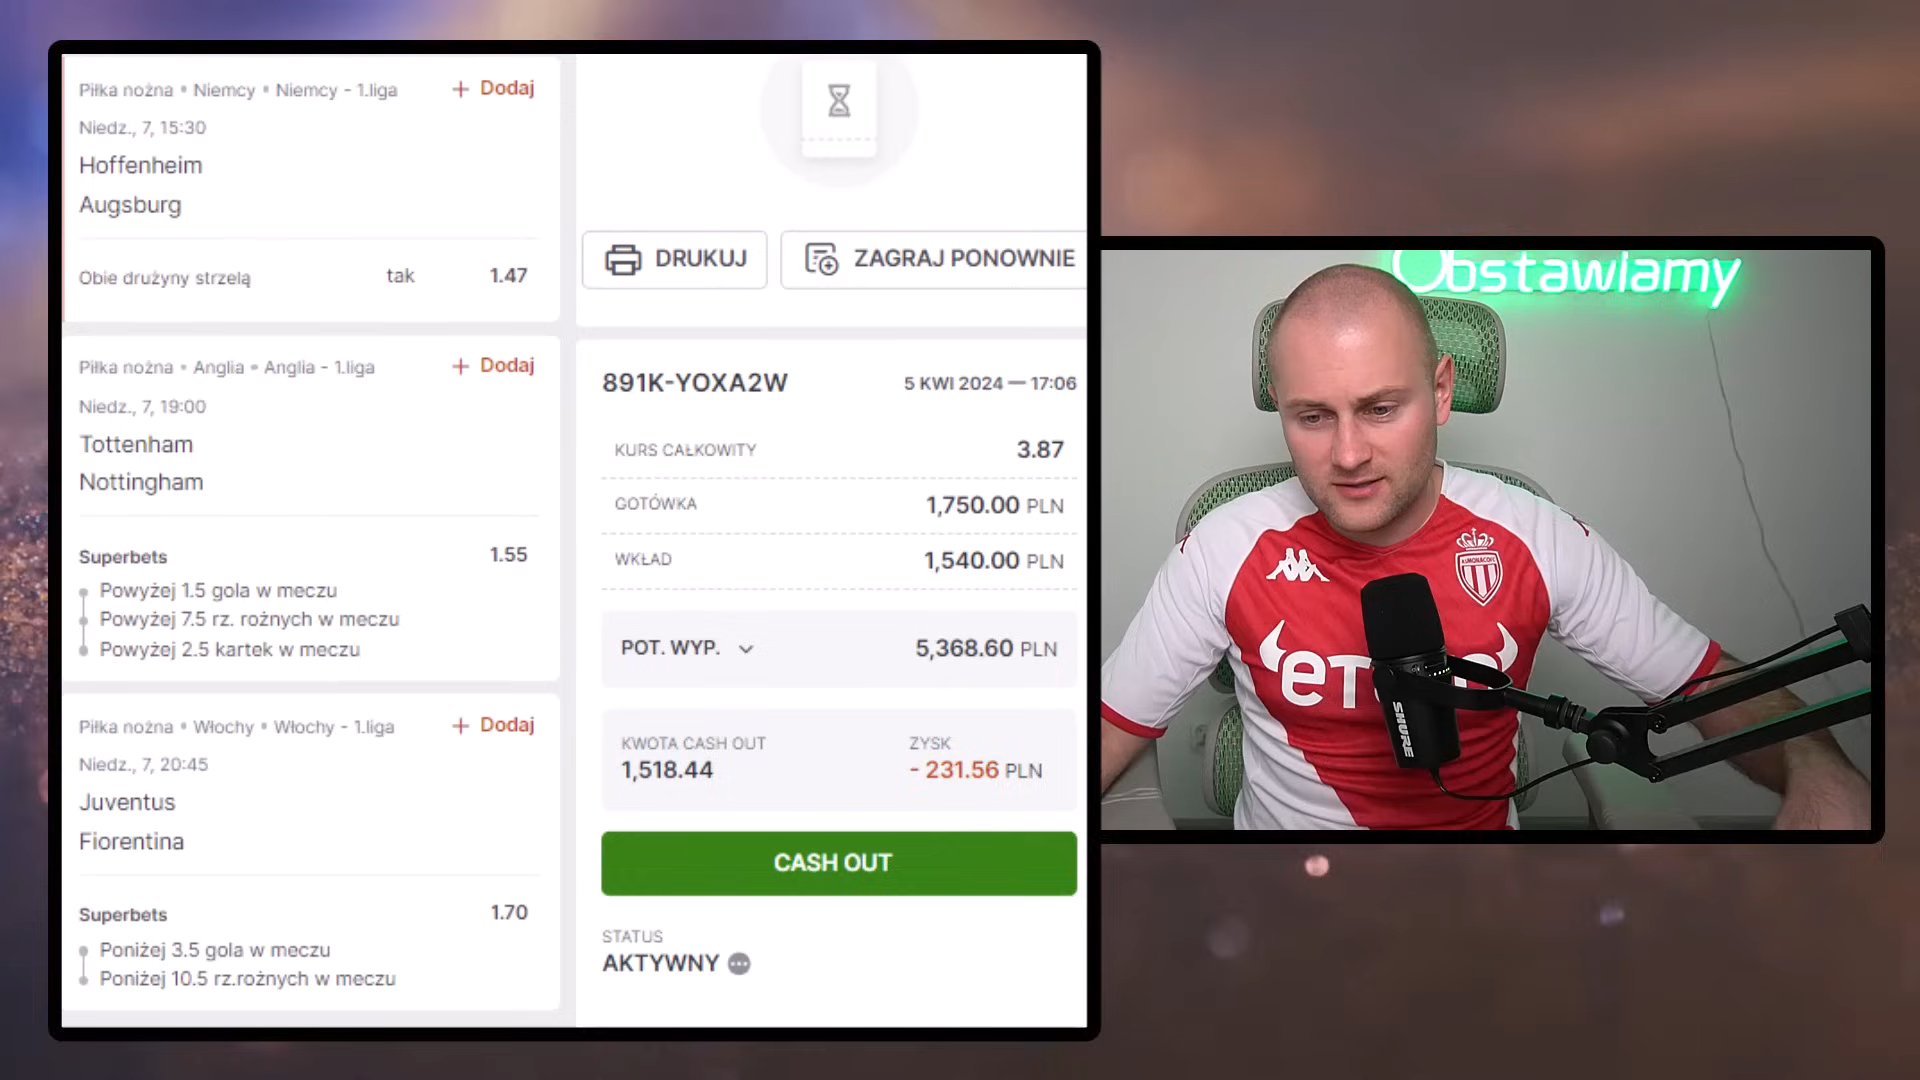 Piłka nożna • Niemcy • Niemcy - 1.liga
+ Dodaj
Niedz., 7, 15:30
Hoffenheim
Augsburg
Obie drużyny strzelą tak 1.47
Piłka nożna • Anglia • Anglia - 1.liga
+ Dodaj
Niedz., 7, 19:00
Tottenham
Nottingham
Superbets 1.55
Powyżej 1.5 gola w meczu
Powyżej 7.5 rz. rożnych w meczu
Powyżej 2.5 kartek w meczu
Piłka nożna • Włochy • Włochy - 1.liga
+ Dodaj
Niedz., 7, 20:45
Juventus
Fiorentina
Superbets 1.70
Poniżej 3.5 gola w meczu
Poniżej 10.5 rz.rożnych w meczu
DRUKUJ
ZAGRAJ PONOWNIE
891K-YOXA2W
5 KWI 2024 — 17:06
KURS CAŁKOWITY 3.87
GOTÓWKA 1,750.00 PLN
WKŁAD 1,540.00 PLN
POT. WYP. 5,368.60 PLN
KWOTA CASH OUT
1,518.44
ZYSK
- 231.56 PLN
CASH OUT
STATUS
AKTYWNY
Obstawiamy
SHURE